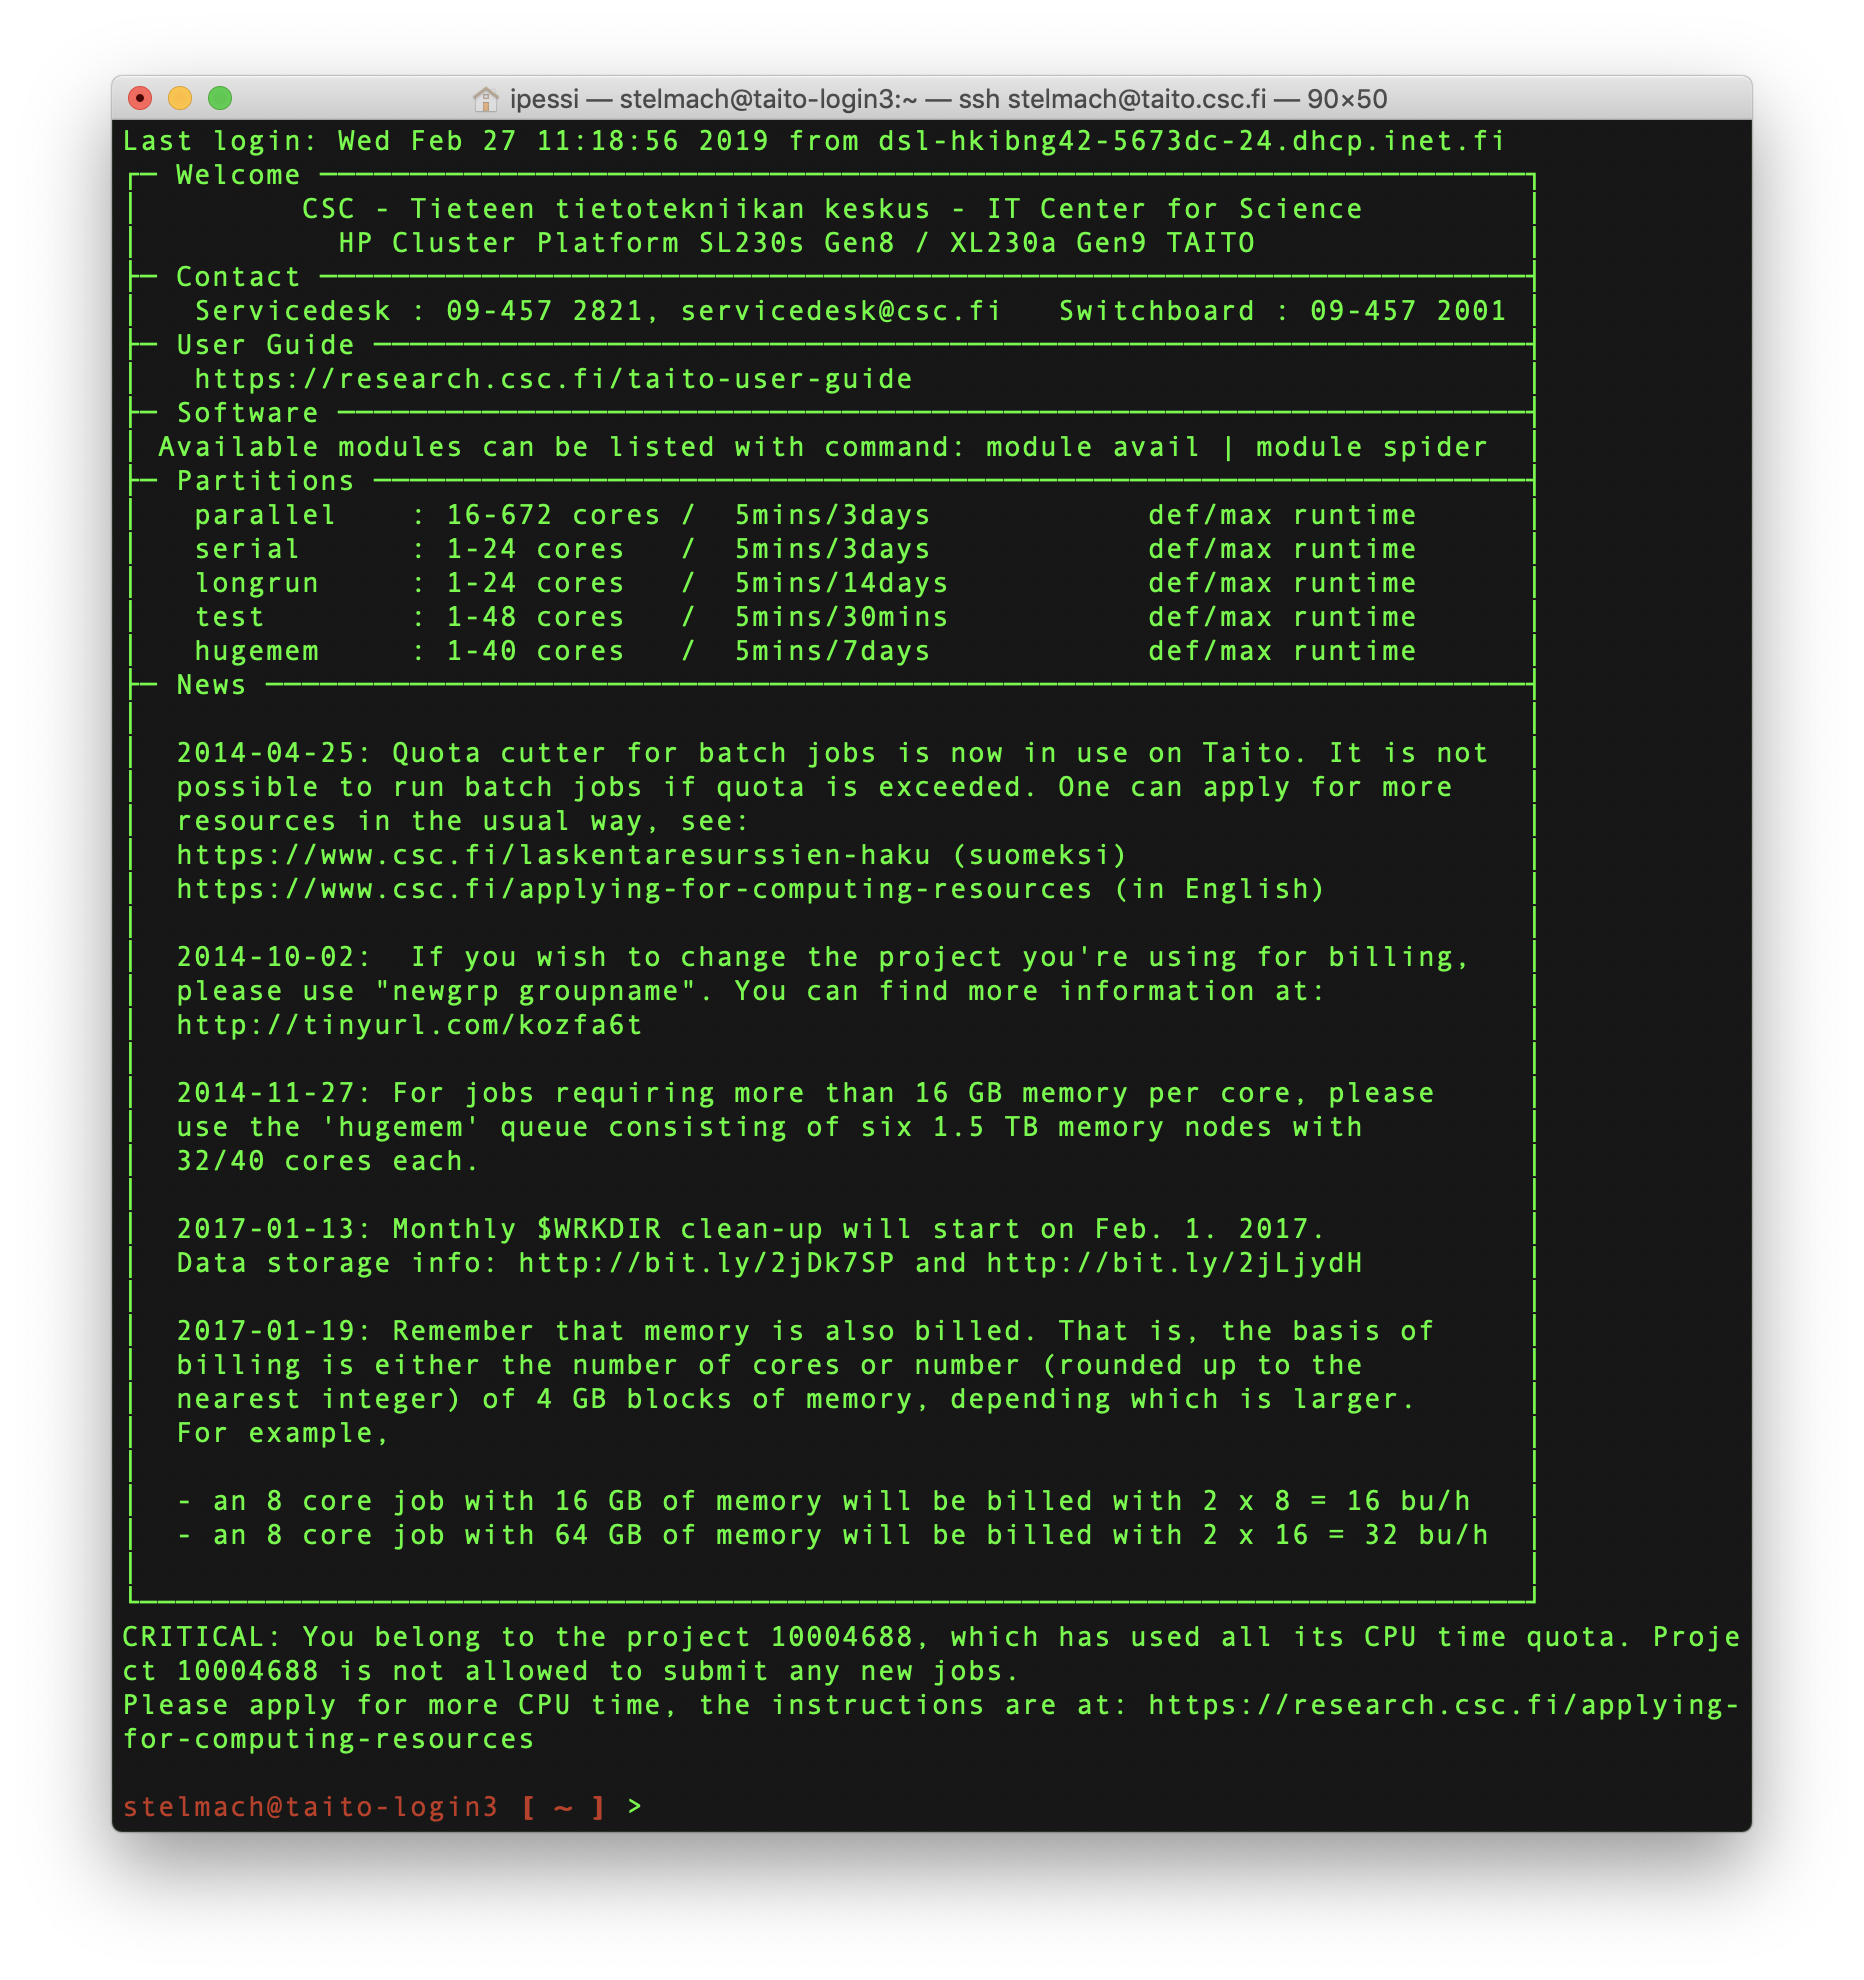 ipessi — stelmach@taito-login3:~ — ssh stelmach@taito.csc.fi — 90×50
Last login: Wed Feb 27 11:18:56 2019 from dsl-hkibng42-5673dc-24.dhcp.inet.fi
Welcome
CSC - Tieteen tietotekniikan keskus - IT Center for Science
HP Cluster Platform SL230s Gen8 / XL230a Gen9 TAITO
Contact
Servicedesk : 09-457 2821, servicedesk@csc.fi   Switchboard : 09-457 2001
User Guide
https://research.csc.fi/taito-user-guide
Software
Available modules can be listed with command: module avail | module spider
Partitions
parallel    : 16-672 cores /  5mins/3days            def/max runtime
serial      : 1-24 cores   /  5mins/3days            def/max runtime
longrun     : 1-24 cores   /  5mins/14days           def/max runtime
test        : 1-48 cores   /  5mins/30mins           def/max runtime
hugemem     : 1-40 cores   /  5mins/7days            def/max runtime
News
2014-04-25: Quota cutter for batch jobs is now in use on Taito. It is not
possible to run batch jobs if quota is exceeded. One can apply for more
resources in the usual way, see:
https://www.csc.fi/laskentaresurssien-haku (suomeksi)
https://www.csc.fi/applying-for-computing-resources (in English)
2014-10-02:  If you wish to change the project you're using for billing,
please use "newgrp groupname". You can find more information at:
http://tinyurl.com/kozfa6t
2014-11-27: For jobs requiring more than 16 GB memory per core, please
use the 'hugemem' queue consisting of six 1.5 TB memory nodes with
32/40 cores each.
2017-01-13: Monthly $WRKDIR clean-up will start on Feb. 1. 2017.
Data storage info: http://bit.ly/2jDk7SP and http://bit.ly/2jLjydH
2017-01-19: Remember that memory is also billed. That is, the basis of
billing is either the number of cores or number (rounded up to the
nearest integer) of 4 GB blocks of memory, depending which is larger.
For example,
- an 8 core job with 16 GB of memory will be billed with 2 x 8 = 16 bu/h
- an 8 core job with 64 GB of memory will be billed with 2 x 16 = 32 bu/h
CRITICAL: You belong to the project 10004688, which has used all its CPU time quota. Proje
ct 10004688 is not allowed to submit any new jobs.
Please apply for more CPU time, the instructions are at: https://research.csc.fi/applying-
for-computing-resources
stelmach@taito-login3 [ ~ ] >